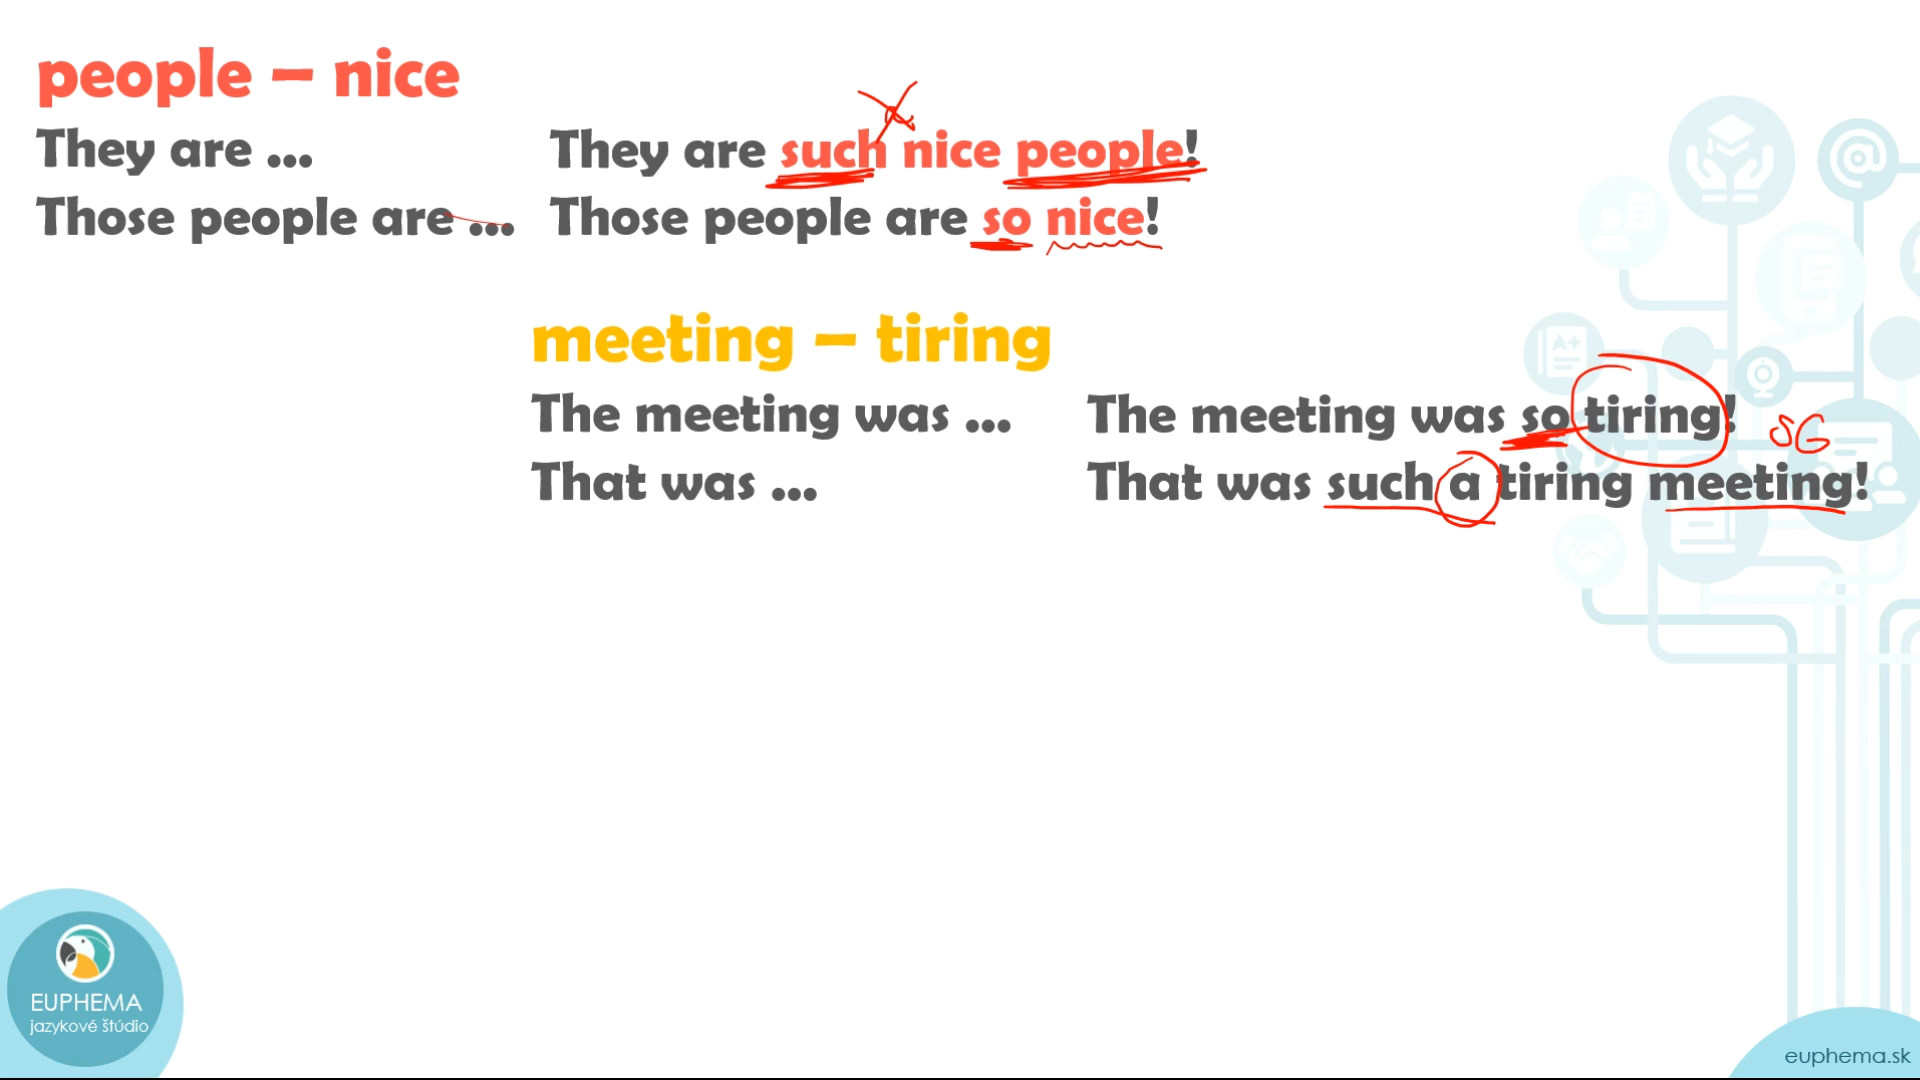 people – nice
They are ... They are such nice people!
Those people are ... Those people are so nice!
meeting – tiring
The meeting was ... The meeting was so tiring!
SG
That was ... That was such a tiring meeting!
A+
EUPHEMA
jazykové štúdio
euphema.sk